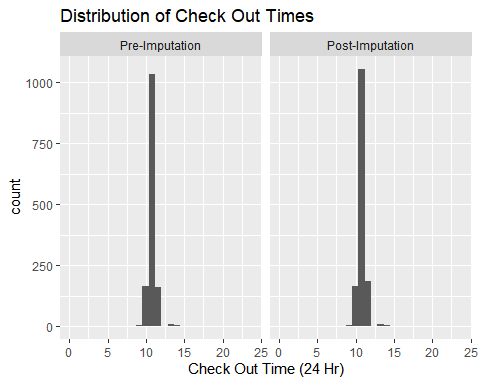 Distribution of Check Out Times
Pre-Imputation Post-Imputation
1000
750
500
250
0
count
0 5 10 15 20 25 0 5 10 15 20 25
Check Out Time (24 Hr)